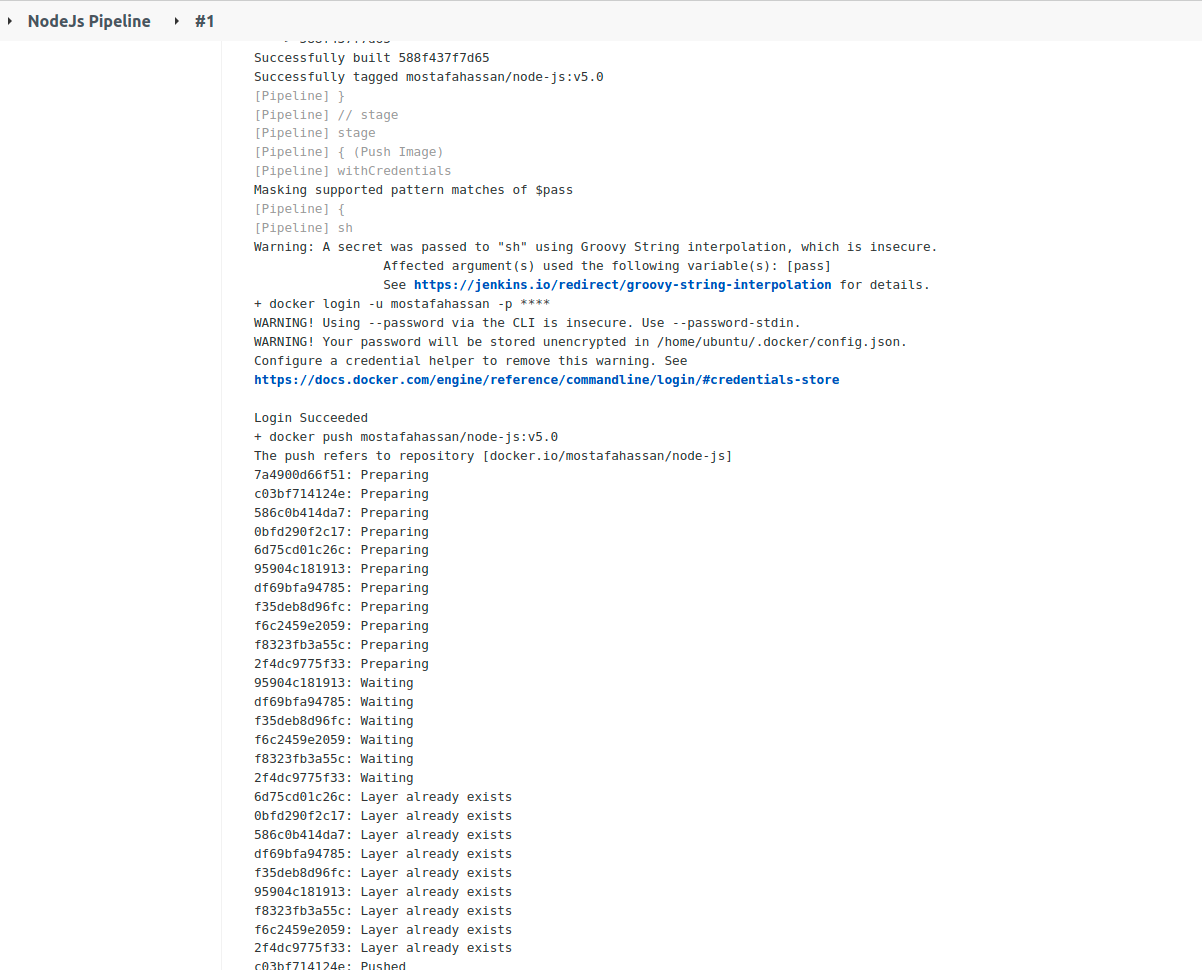 NodeJs Pipeline #1
Successfully built 588f437f7d65
Successfully tagged mostafahassan/node-js:v5.0
[Pipeline] }
[Pipeline] // stage
[Pipeline] stage
[Pipeline] { (Push Image)
[Pipeline] withCredentials
Masking supported pattern matches of $pass
[Pipeline] {
[Pipeline] sh
Warning: A secret was passed to "sh" using Groovy String interpolation, which is insecure.
Affected argument(s) used the following variable(s): [pass]
See https://jenkins.io/redirect/groovy-string-interpolation for details.
+ docker login -u mostafahassan -p ****
WARNING! Using --password via the CLI is insecure. Use --password-stdin.
WARNING! Your password will be stored unencrypted in /home/ubuntu/.docker/config.json.
Configure a credential helper to remove this warning. See
https://docs.docker.com/engine/reference/commandline/login/#credentials-store
Login Succeeded
+ docker push mostafahassan/node-js:v5.0
The push refers to repository [docker.io/mostafahassan/node-js]
7a4900d66f51: Preparing
c03bf714124e: Preparing
586c0b414da7: Preparing
0bfd290f2c17: Preparing
6d75cd01c26c: Preparing
95904c181913: Preparing
df69bfa94785: Preparing
f35deb8d96fc: Preparing
f6c2459e2059: Preparing
f8323fb3a55c: Preparing
2f4dc9775f33: Preparing
95904c181913: Waiting
df69bfa94785: Waiting
f35deb8d96fc: Waiting
f6c2459e2059: Waiting
f8323fb3a55c: Waiting
2f4dc9775f33: Waiting
6d75cd01c26c: Layer already exists
0bfd290f2c17: Layer already exists
586c0b414da7: Layer already exists
df69bfa94785: Layer already exists
f35deb8d96fc: Layer already exists
95904c181913: Layer already exists
f8323fb3a55c: Layer already exists
f6c2459e2059: Layer already exists
2f4dc9775f33: Layer already exists
c03bf714124e: Pushed